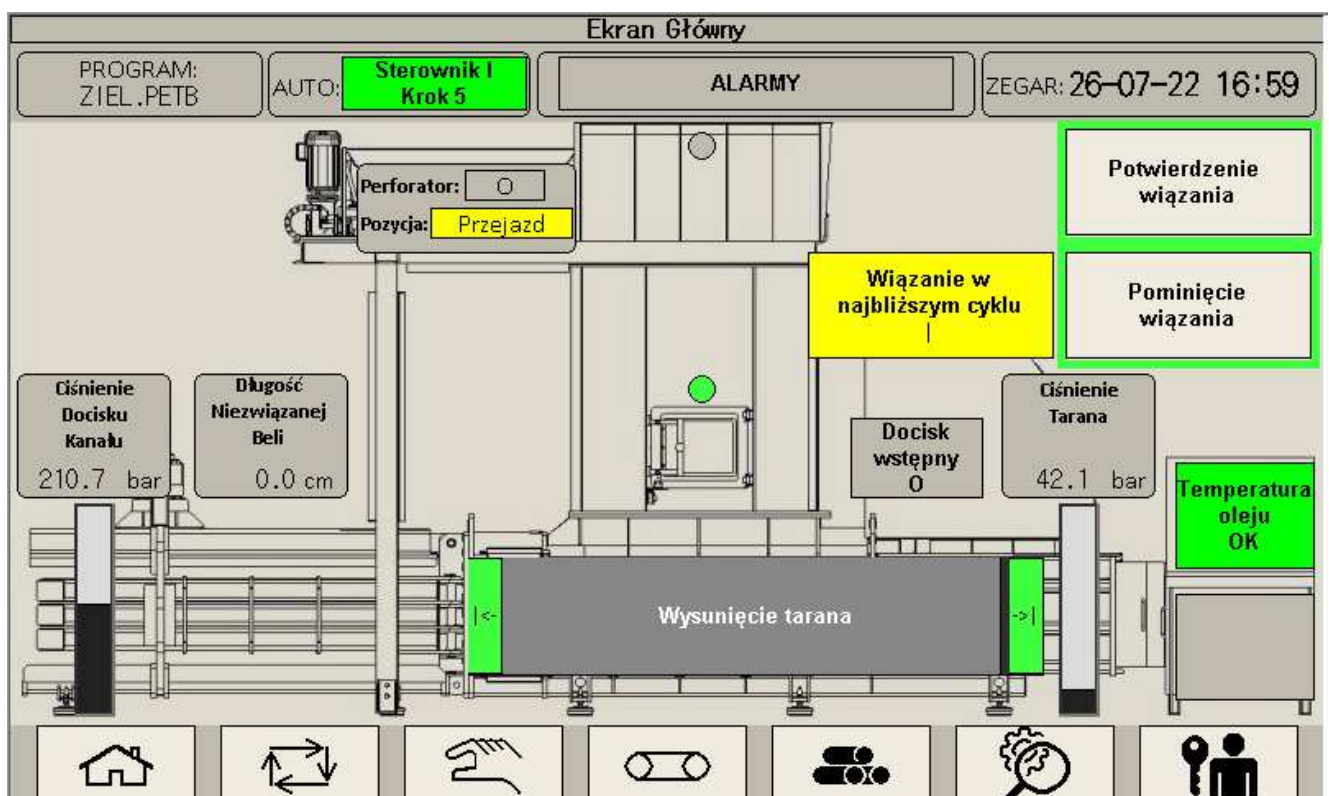 Ekran Główny
PROGRAM:
ZIEL.PETB
AUTO:
Sterownik I
Krok 5
ALARMY
ZEGAR: 26-07-22 16:59
Perforator: O
Pozycja: Przejazd
Potwierdzenie
wiązania
Wiązanie w
najbliższym cyklu
|
Pominięcie
wiązania
Ciśnienie
Docisku
Kanału
210.7 bar
Długość
Niezwiązanej
Beli
0.0 cm
Docisk
wstępny
O
Ciśnienie
Tarana
42.1 bar
Temperatura
oleju
OK
|<-
Wysunięcie tarana
->|